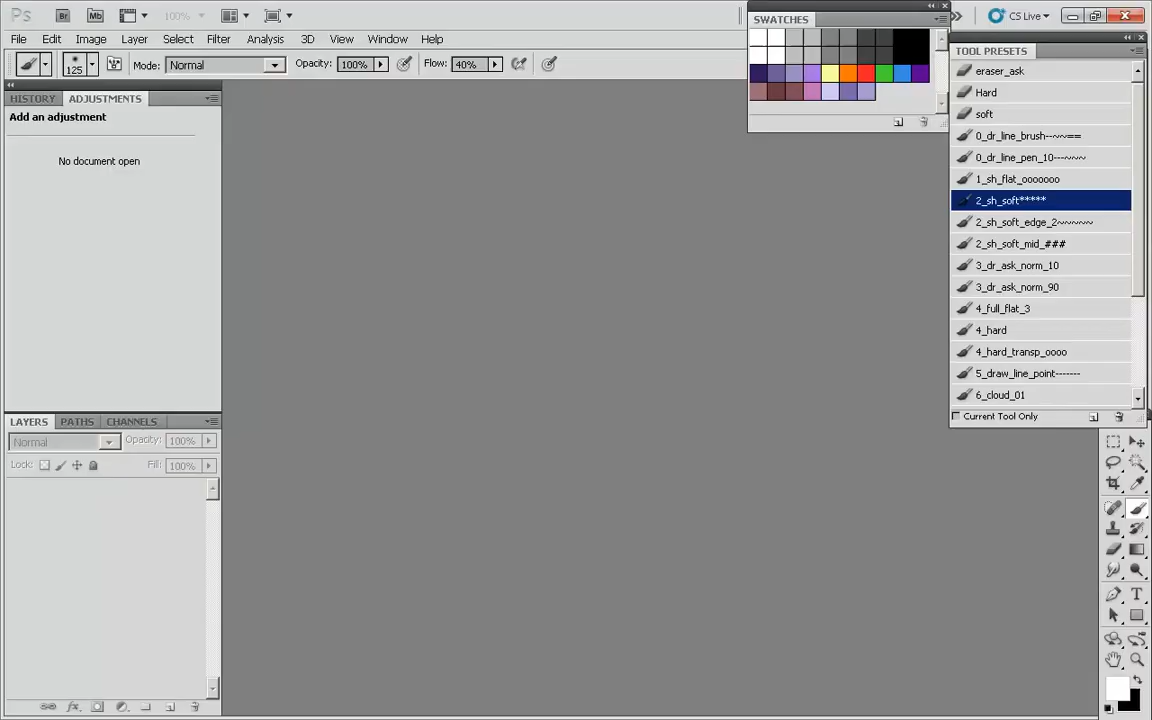 Ps Br Mb 100% CS Live
File Edit Image Layer Select Filter Analysis 3D View Window Help
125 Mode: Normal Opacity: 100% Flow: 40%
SWATCHES
TOOL PRESETS
eraser_ask
Hard
soft
0_dr_line_brush--~~==
0_dr_line_pen_10---~~~
1_sh_flat_ooooooo
2_sh_soft*****
2_sh_soft_edge_2~~~~~
2_sh_soft_mid_###
3_dr_ask_norm_10
3_dr_ask_norm_90
4_full_flat_3
4_hard
4_hard_transp_oooo
5_draw_line_point-------
6_cloud_01
Current Tool Only
HISTORY ADJUSTMENTS
Add an adjustment
No document open
LAYERS PATHS CHANNELS
Normal Opacity: 100%
Lock: Fill: 100%
fx
T